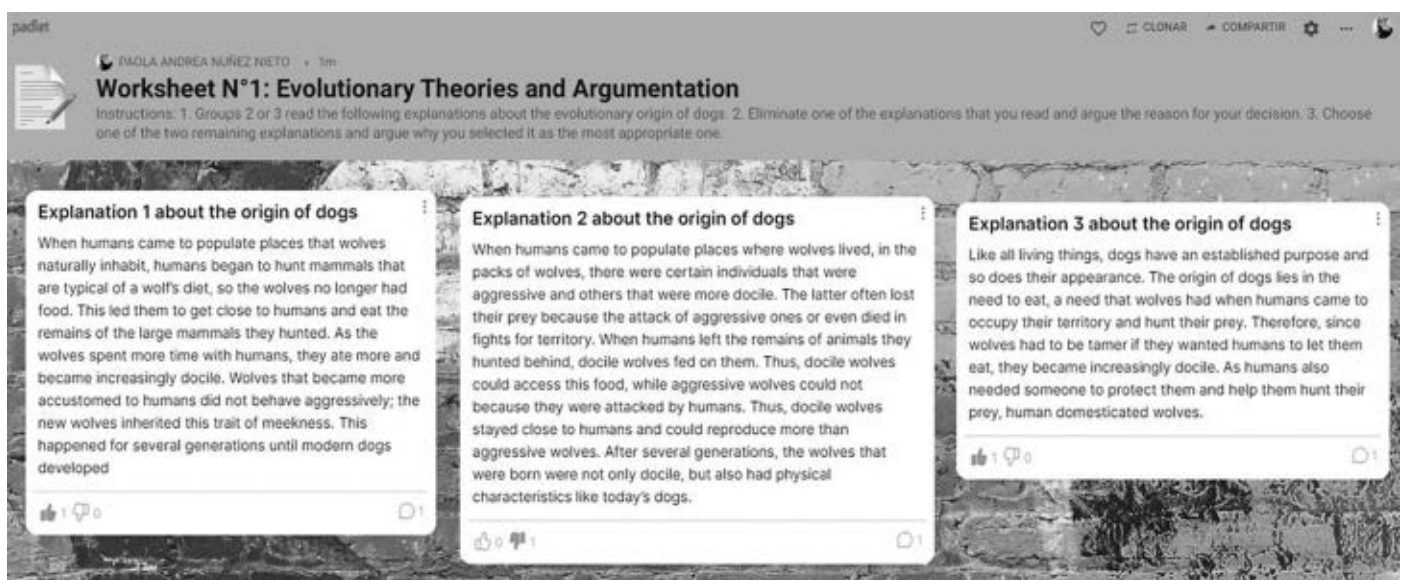 padlet
CLONAR
COMPARTIR
PAOLA ANDREA NUÑEZ NIETO • 1m
Worksheet N°1: Evolutionary Theories and Argumentation
Instructions: 1. Groups 2 or 3 read the following explanations about the evolutionary origin of dogs. 2. Eliminate one of the explanations that you read and argue the reason for your decision. 3. Choose
one of the two remaining explanations and argue why you selected it as the most appropriate one.
Explanation 1 about the origin of dogs
When humans came to populate places that wolves
naturally inhabit, humans began to hunt mammals that
are typical of a wolf's diet, so the wolves no longer had
food. This led them to get close to humans and eat the
remains of the large mammals they hunted. As the
wolves spent more time with humans, they ate more and
became increasingly docile. Wolves that became more
accustomed to humans did not behave aggressively; the
new wolves inherited this trait of meekness. This
happened for several generations until modern dogs
developed
1 0 1
Explanation 2 about the origin of dogs
When humans came to populate places where wolves lived, in the
packs of wolves, there were certain individuals that were
aggressive and others that were more docile. The latter often lost
their prey because the attack of aggressive ones or even died in
fights for territory. When humans left the remains of animals they
hunted behind, docile wolves fed on them. Thus, docile wolves
could access this food, while aggressive wolves could not
because they were attacked by humans. Thus, docile wolves
stayed close to humans and could reproduce more than
aggressive wolves. After several generations, the wolves that
were born were not only docile, but also had physical
characteristics like today's dogs.
0 1 1
Explanation 3 about the origin of dogs
Like all living things, dogs have an established purpose and
so does their appearance. The origin of dogs lies in the
need to eat, a need that wolves had when humans came to
occupy their territory and hunt their prey. Therefore, since
wolves had to be tamer if they wanted humans to let them
eat, they became increasingly docile. As humans also
needed someone to protect them and help them hunt their
prey, human domesticated wolves.
1 0 1